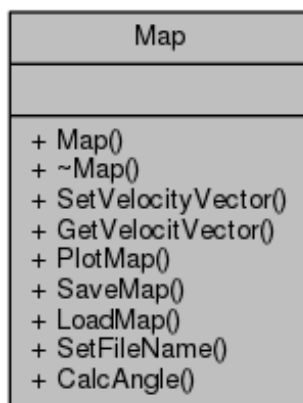 Map
+ Map()
+ ~Map()
+ SetVelocityVector()
+ GetVelocitVector()
+ PlotMap()
+ SaveMap()
+ LoadMap()
+ SetFileName()
+ CalcAngle()